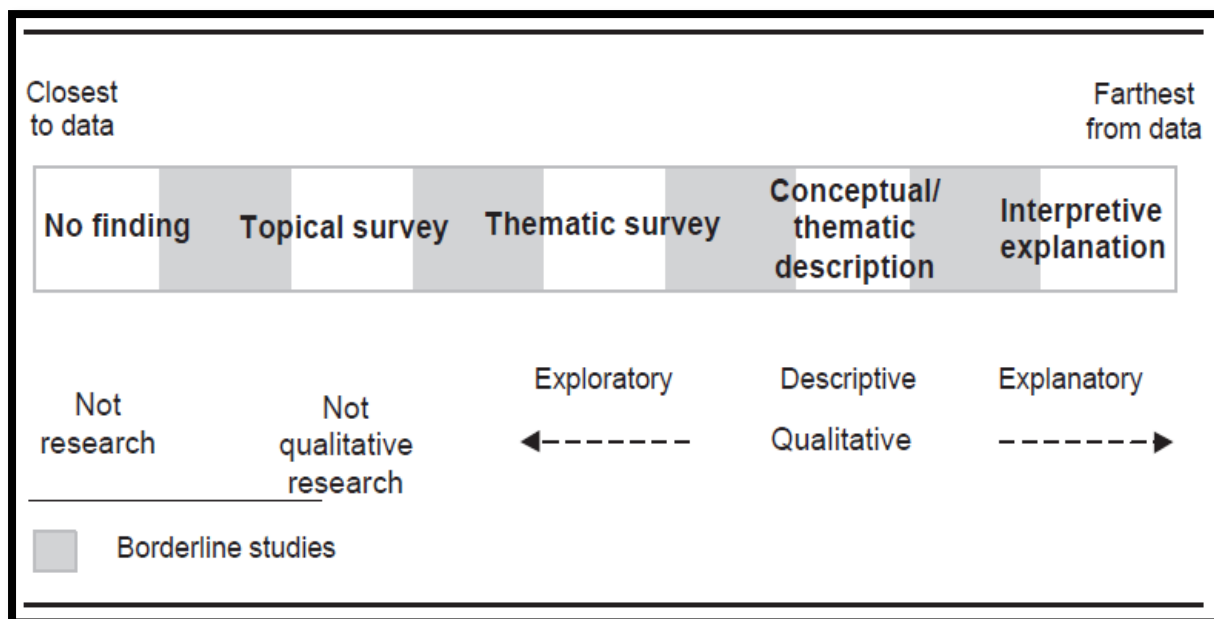 Closest
to data
Farthest
from data
No finding
Topical survey
Thematic survey
Conceptual/
thematic
description
Interpretive
explanation
Not
research
Not
qualitative
research
Exploratory
Descriptive
Explanatory
Qualitative
Borderline studies